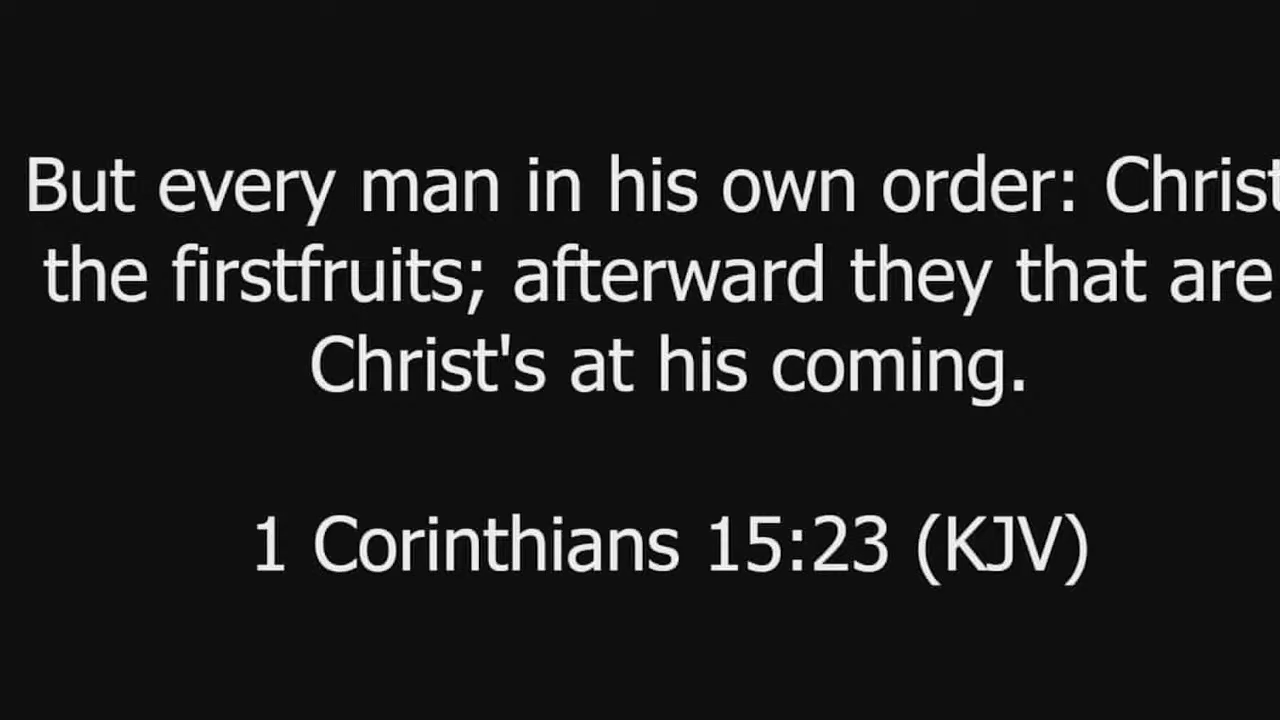 But every man in his own order: Christ
the firstfruits; afterward they that are
Christ's at his coming.
1 Corinthians 15:23 (KJV)